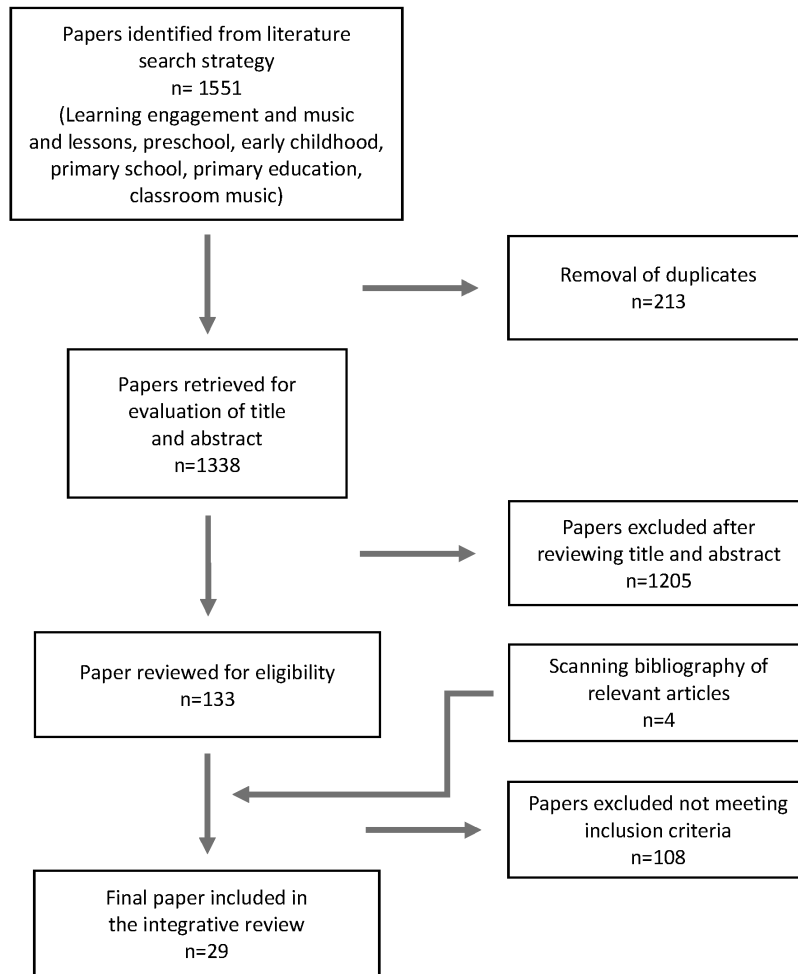 Papers identified from literature
search strategy
n= 1551
(Learning engagement and music
and lessons, preschool, early childhood,
primary school, primary education,
classroom music)
Removal of duplicates
n=213
Papers retrieved for
evaluation of title
and abstract
n=1338
Papers excluded after
reviewing title and abstract
n=1205
Paper reviewed for eligibility
n=133
Scanning bibliography of
relevant articles
n=4
Papers excluded not meeting
inclusion criteria
n=108
Final paper included in
the integrative review
n=29